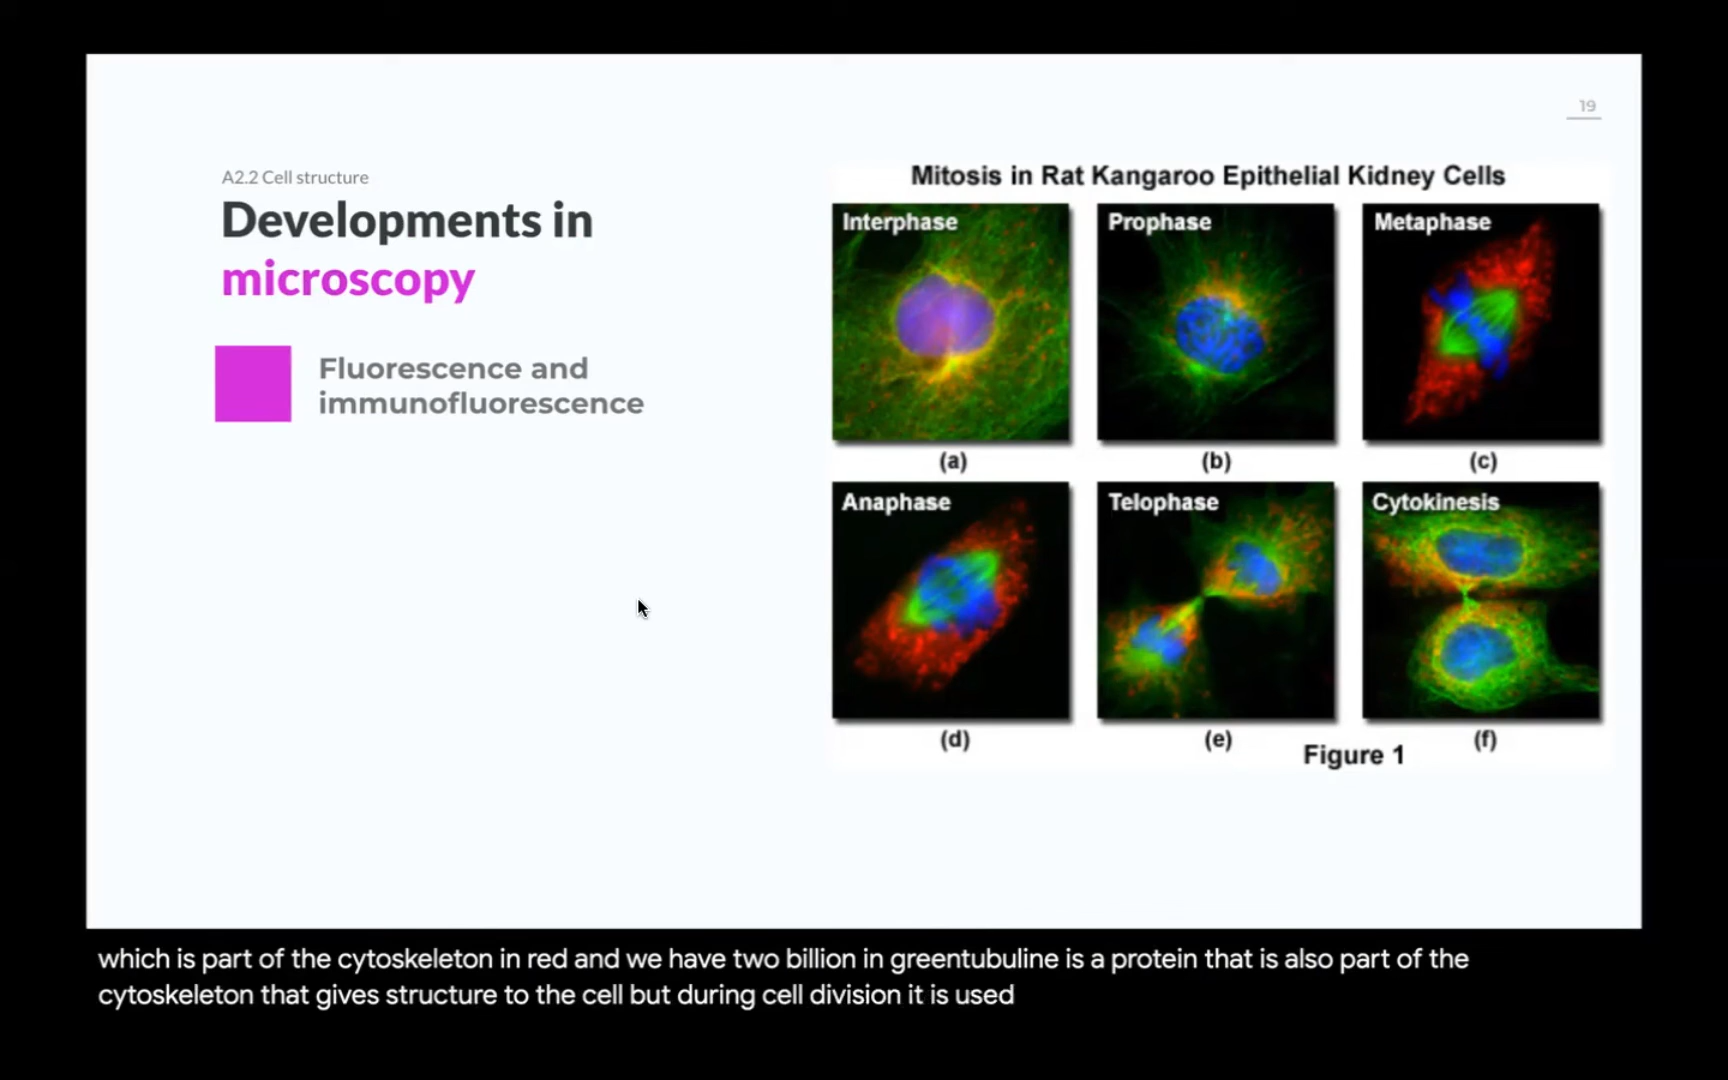 19
A2.2 Cell structure
Developments in
microscopy
Fluorescence and
immunofluorescence
Mitosis in Rat Kangaroo Epithelial Kidney Cells
Interphase
Prophase
Metaphase
(a)
(b)
(c)
Anaphase
Telophase
Cytokinesis
(d)
(e)
(f)
Figure 1
which is part of the cytoskeleton in red and we have two billion in greentubuline is a protein that is also part of the
cytoskeleton that gives structure to the cell but during cell division it is used